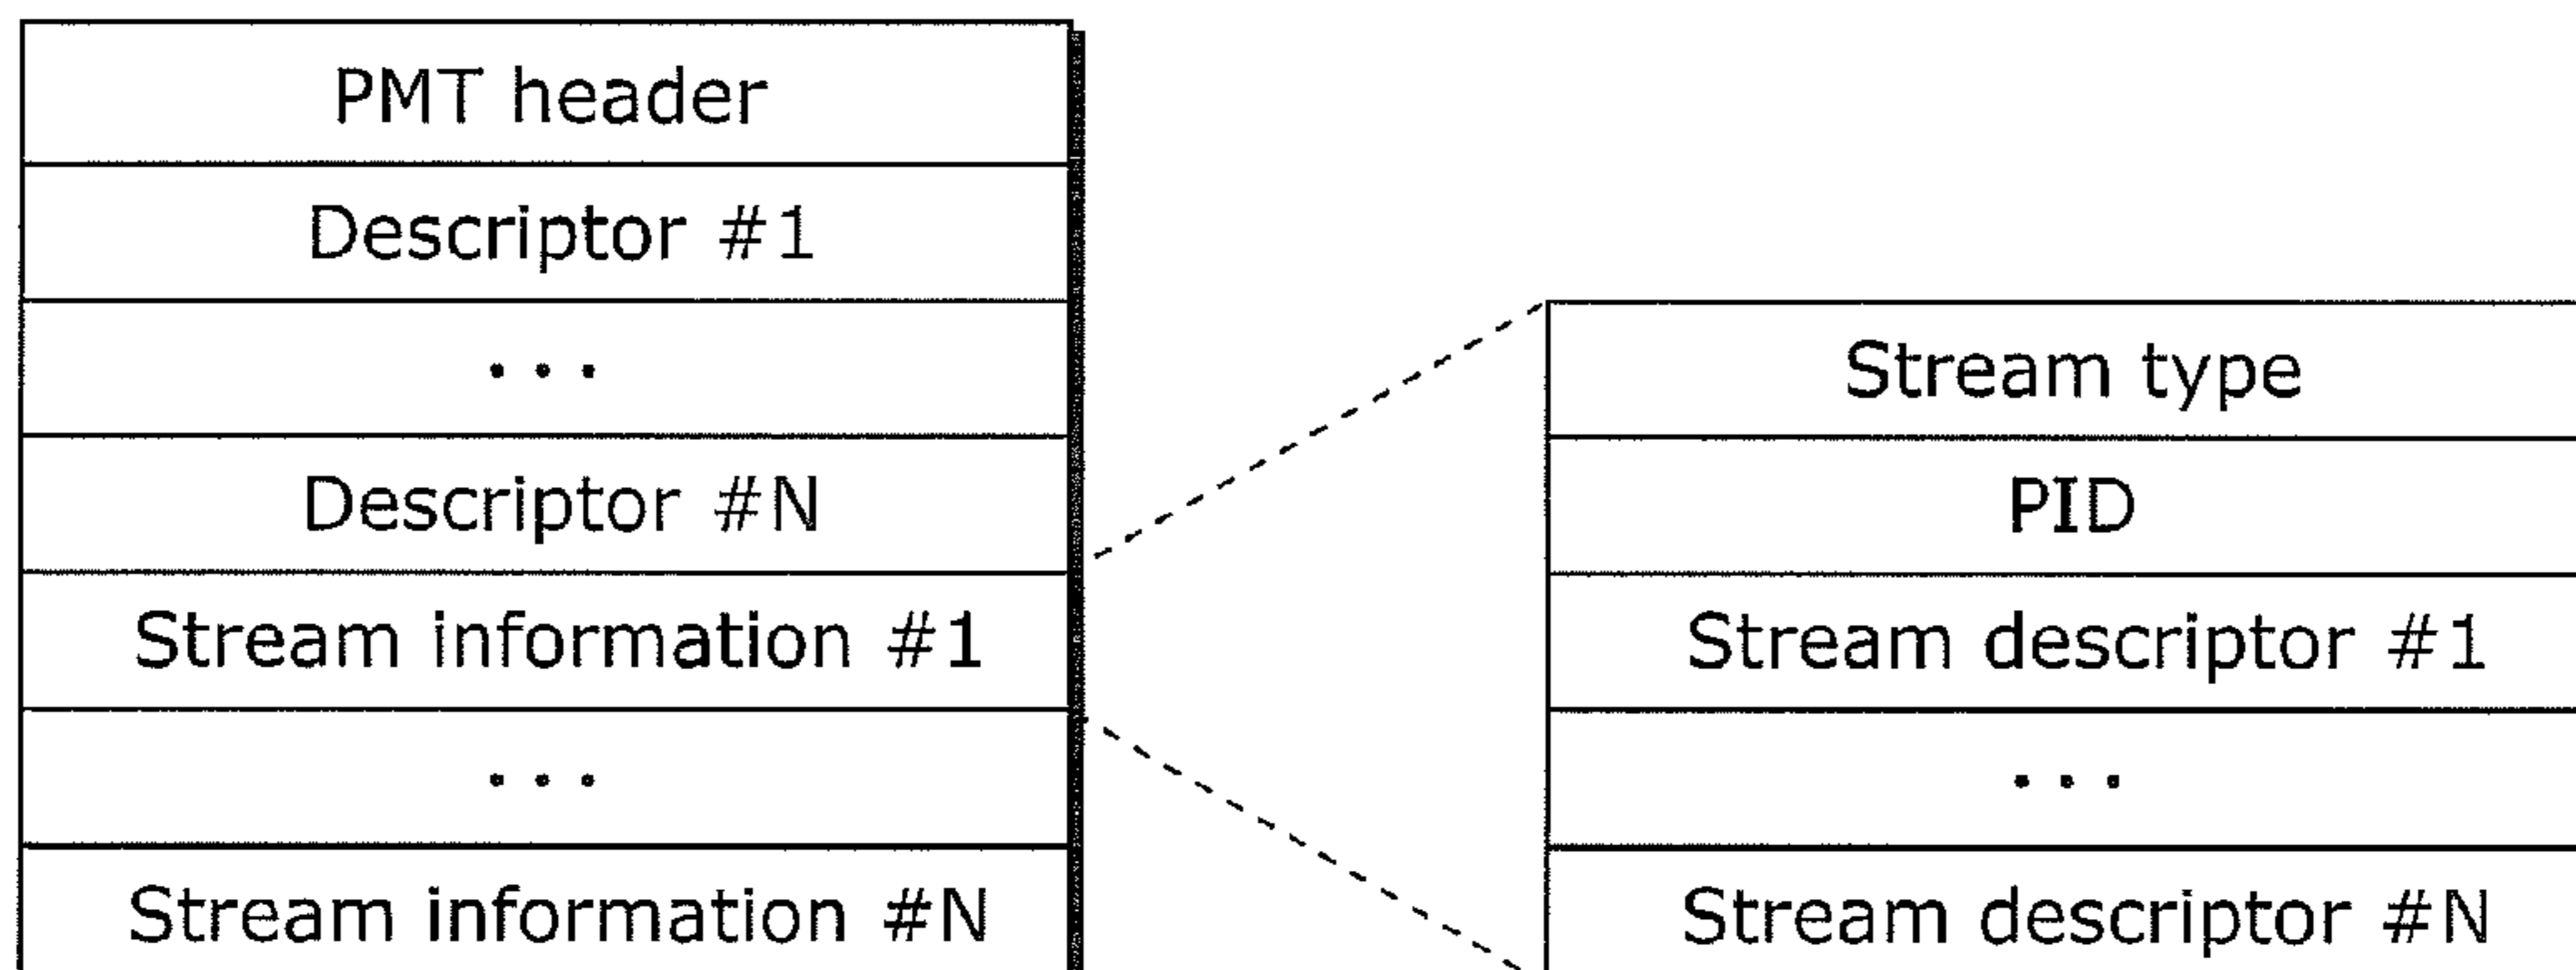 PMT header
Descriptor #1
...
Descriptor #N
Stream information #1
...
Stream information #N
Stream type
PID
Stream descriptor #1
...
Stream descriptor #N